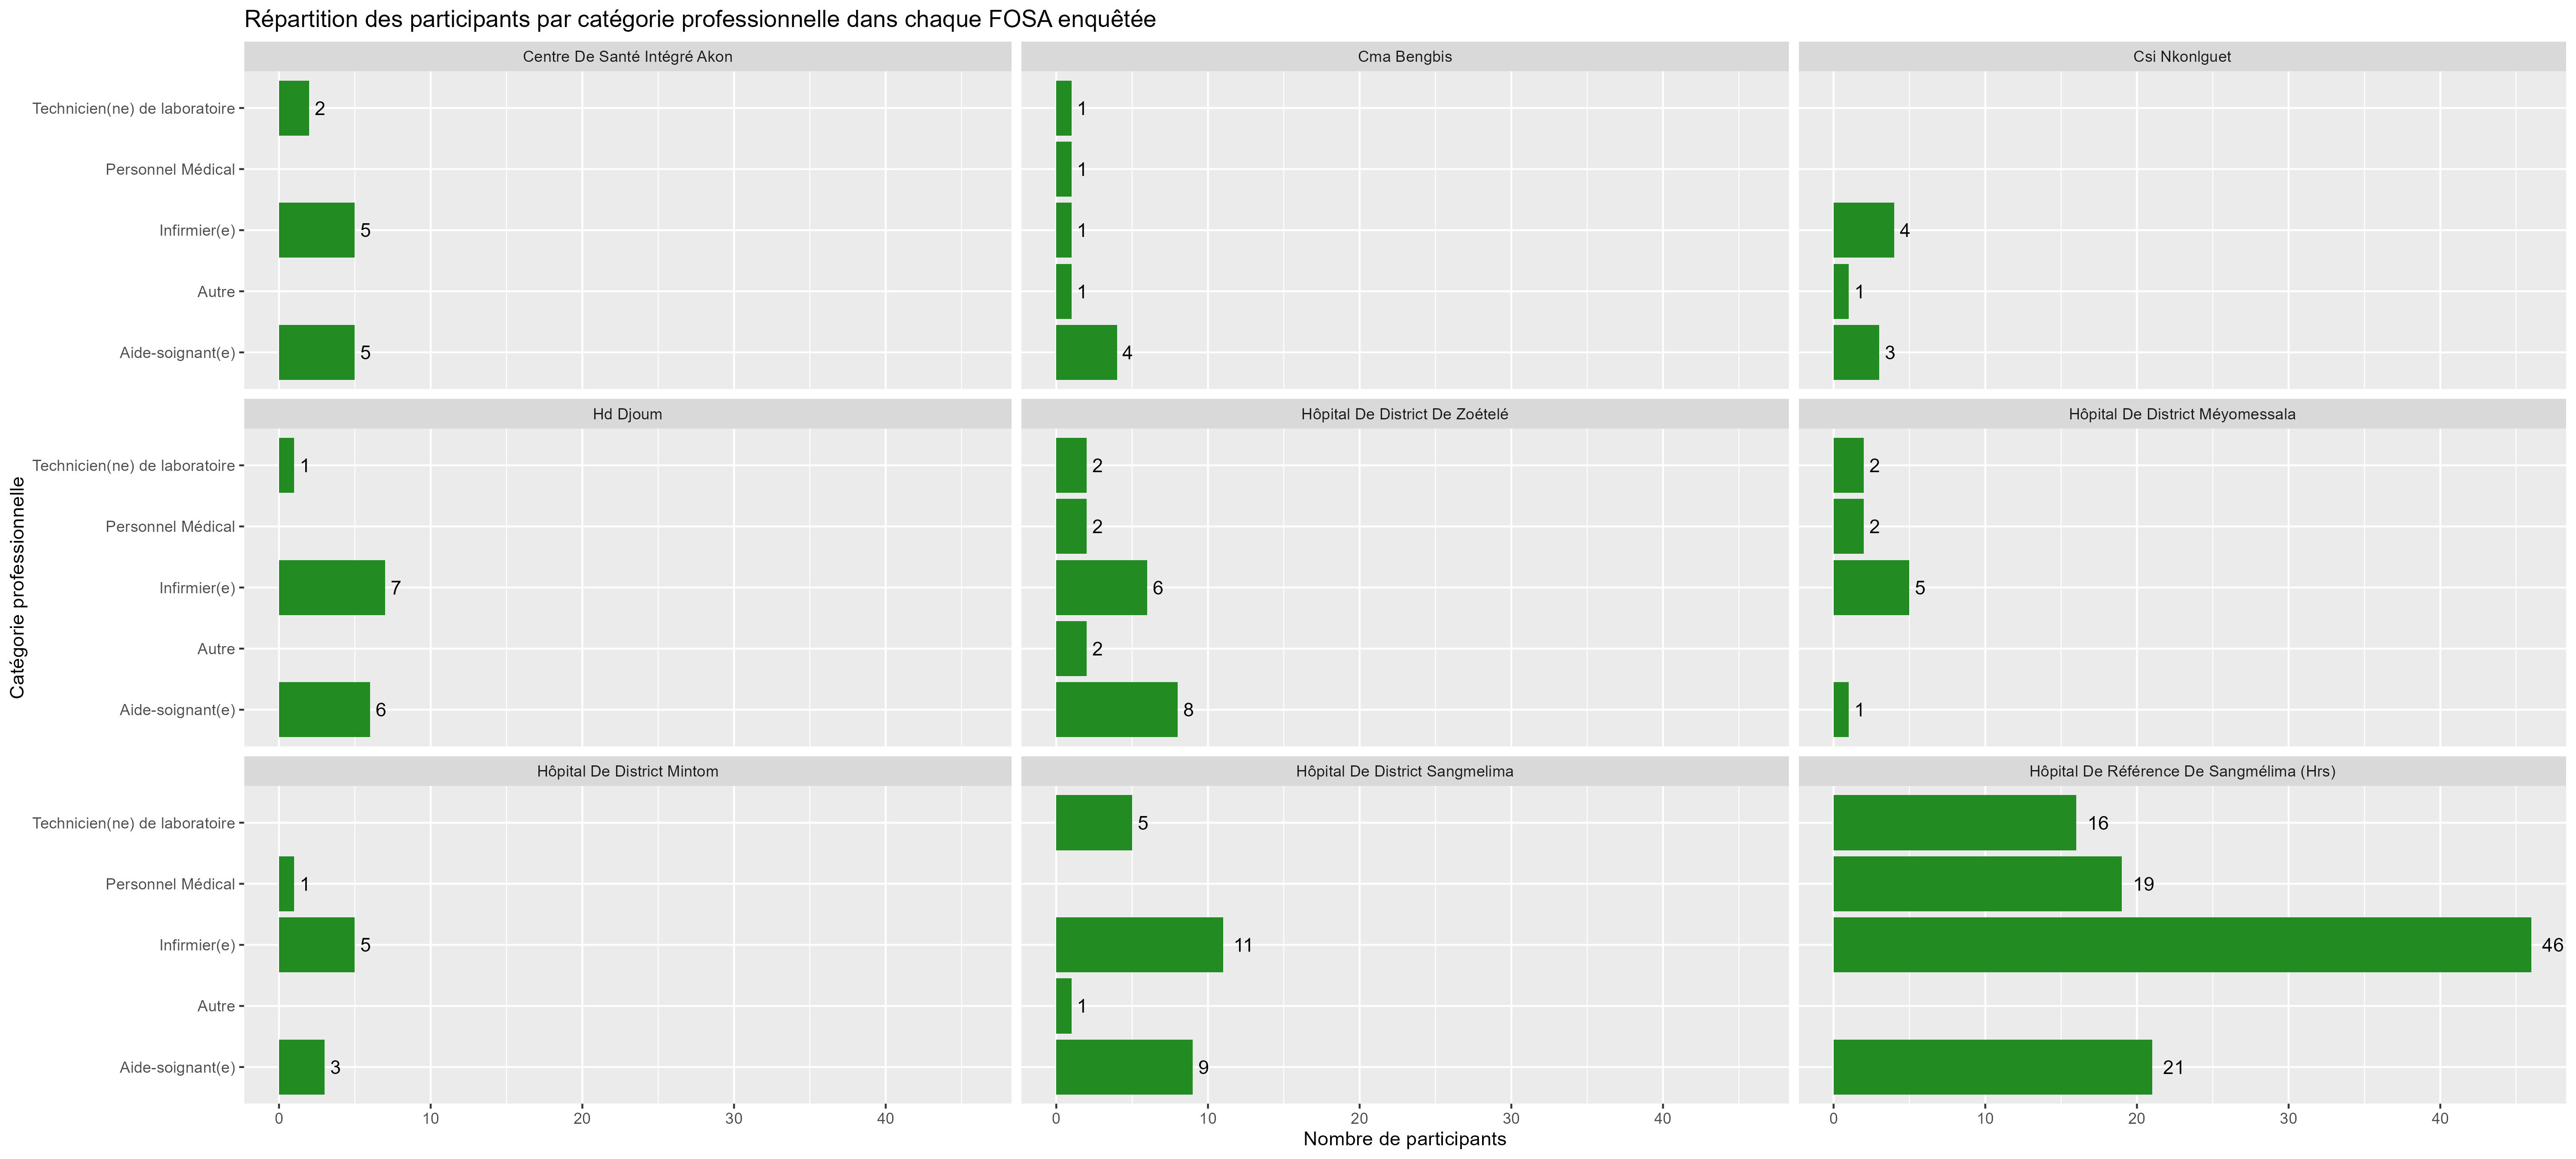 Répartition des participants par catégorie professionnelle dans chaque FOSA enquêtée
Centre De Santé Intégré Akon
Cma Bengbis
Csi Nkonlguet
Technicien(ne) de laboratoire
2
1
Personnel Médical
1
Infirmier(e)
5
1
4
Autre
1
1
Aide-soignant(e)
5
4
3
Hd Djoum
Hôpital De District De Zoételé
Hôpital De District Méyomessala
Technicien(ne) de laboratoire
1
2
2
Personnel Médical
2
2
Infirmier(e)
7
6
5
Autre
2
Aide-soignant(e)
6
8
1
Hôpital De District Mintom
Hôpital De District Sangmelima
Hôpital De Référence De Sangmélima (Hrs)
Technicien(ne) de laboratoire
5
16
Personnel Médical
1
19
Infirmier(e)
5
11
46
Autre
1
Aide-soignant(e)
3
9
21
0 10 20 30 40
0 10 20 30 40
0 10 20 30 40
Nombre de participants
Catégorie professionnelle